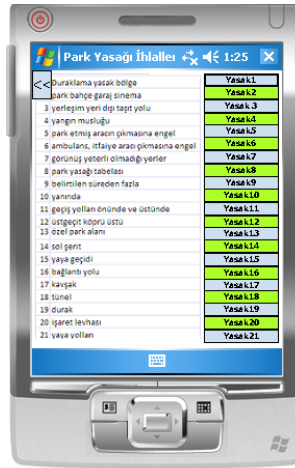 Park Yasağı İhlaller 1:25
<< Duraklama yasak bölge Yasak1
park bahçe garaj sinema Yasak2
3 yerleşim yeri dışı taşıt yolu Yasak 3
4 yangın musluğu Yasak4
5 park etmiş aracın çıkmasına engel Yasak5
6 ambulans, itfaiye aracı çıkmasına engel Yasak6
7 görünüş yeterli olmadığı yerler Yasak7
8 park yasağı tabelası Yasak8
9 belirtilen süreden fazla Yasak9
10 yanında Yasak10
11 geçiş yolları önünde ve üstünde Yasak11
12 üstgeçit köprü üstü Yasak12
13 özel park alanı Yasak13
14 sol şerit Yasak14
15 yaya geçidi Yasak15
16 bağlantı yolu Yasak16
17 kavşak Yasak17
18 tünel Yasak18
19 durak Yasak19
20 işaret levhası Yasak20
21 yaya yolları Yasak21